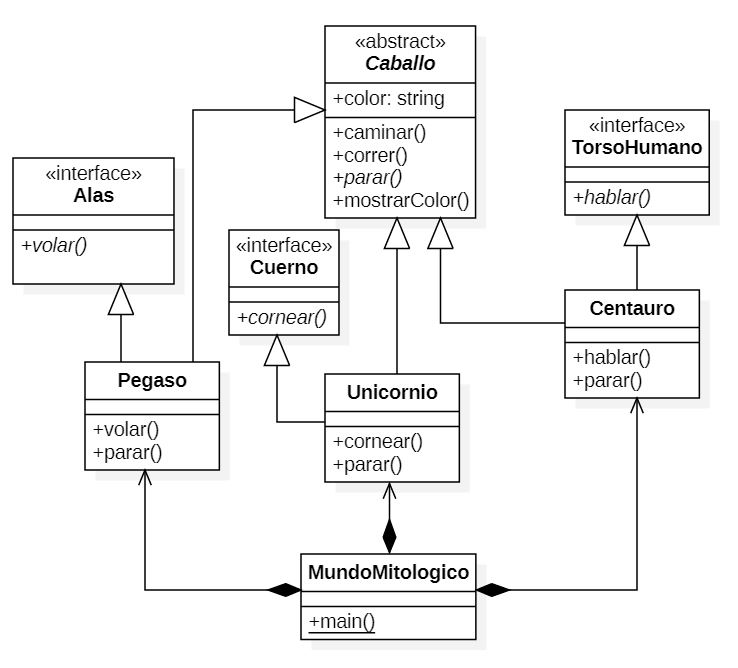 «abstract»
Caballo
+color: string
+caminar()
+correr()
+parar()
+mostrarColor()
«interface»
TorsoHumano
+hablar()
«interface»
Alas
+volar()
«interface»
Cuerno
+cornear()
Centauro
+hablar()
+parar()
Pegaso
+volar()
+parar()
Unicornio
+cornear()
+parar()
MundoMitologico
+main()